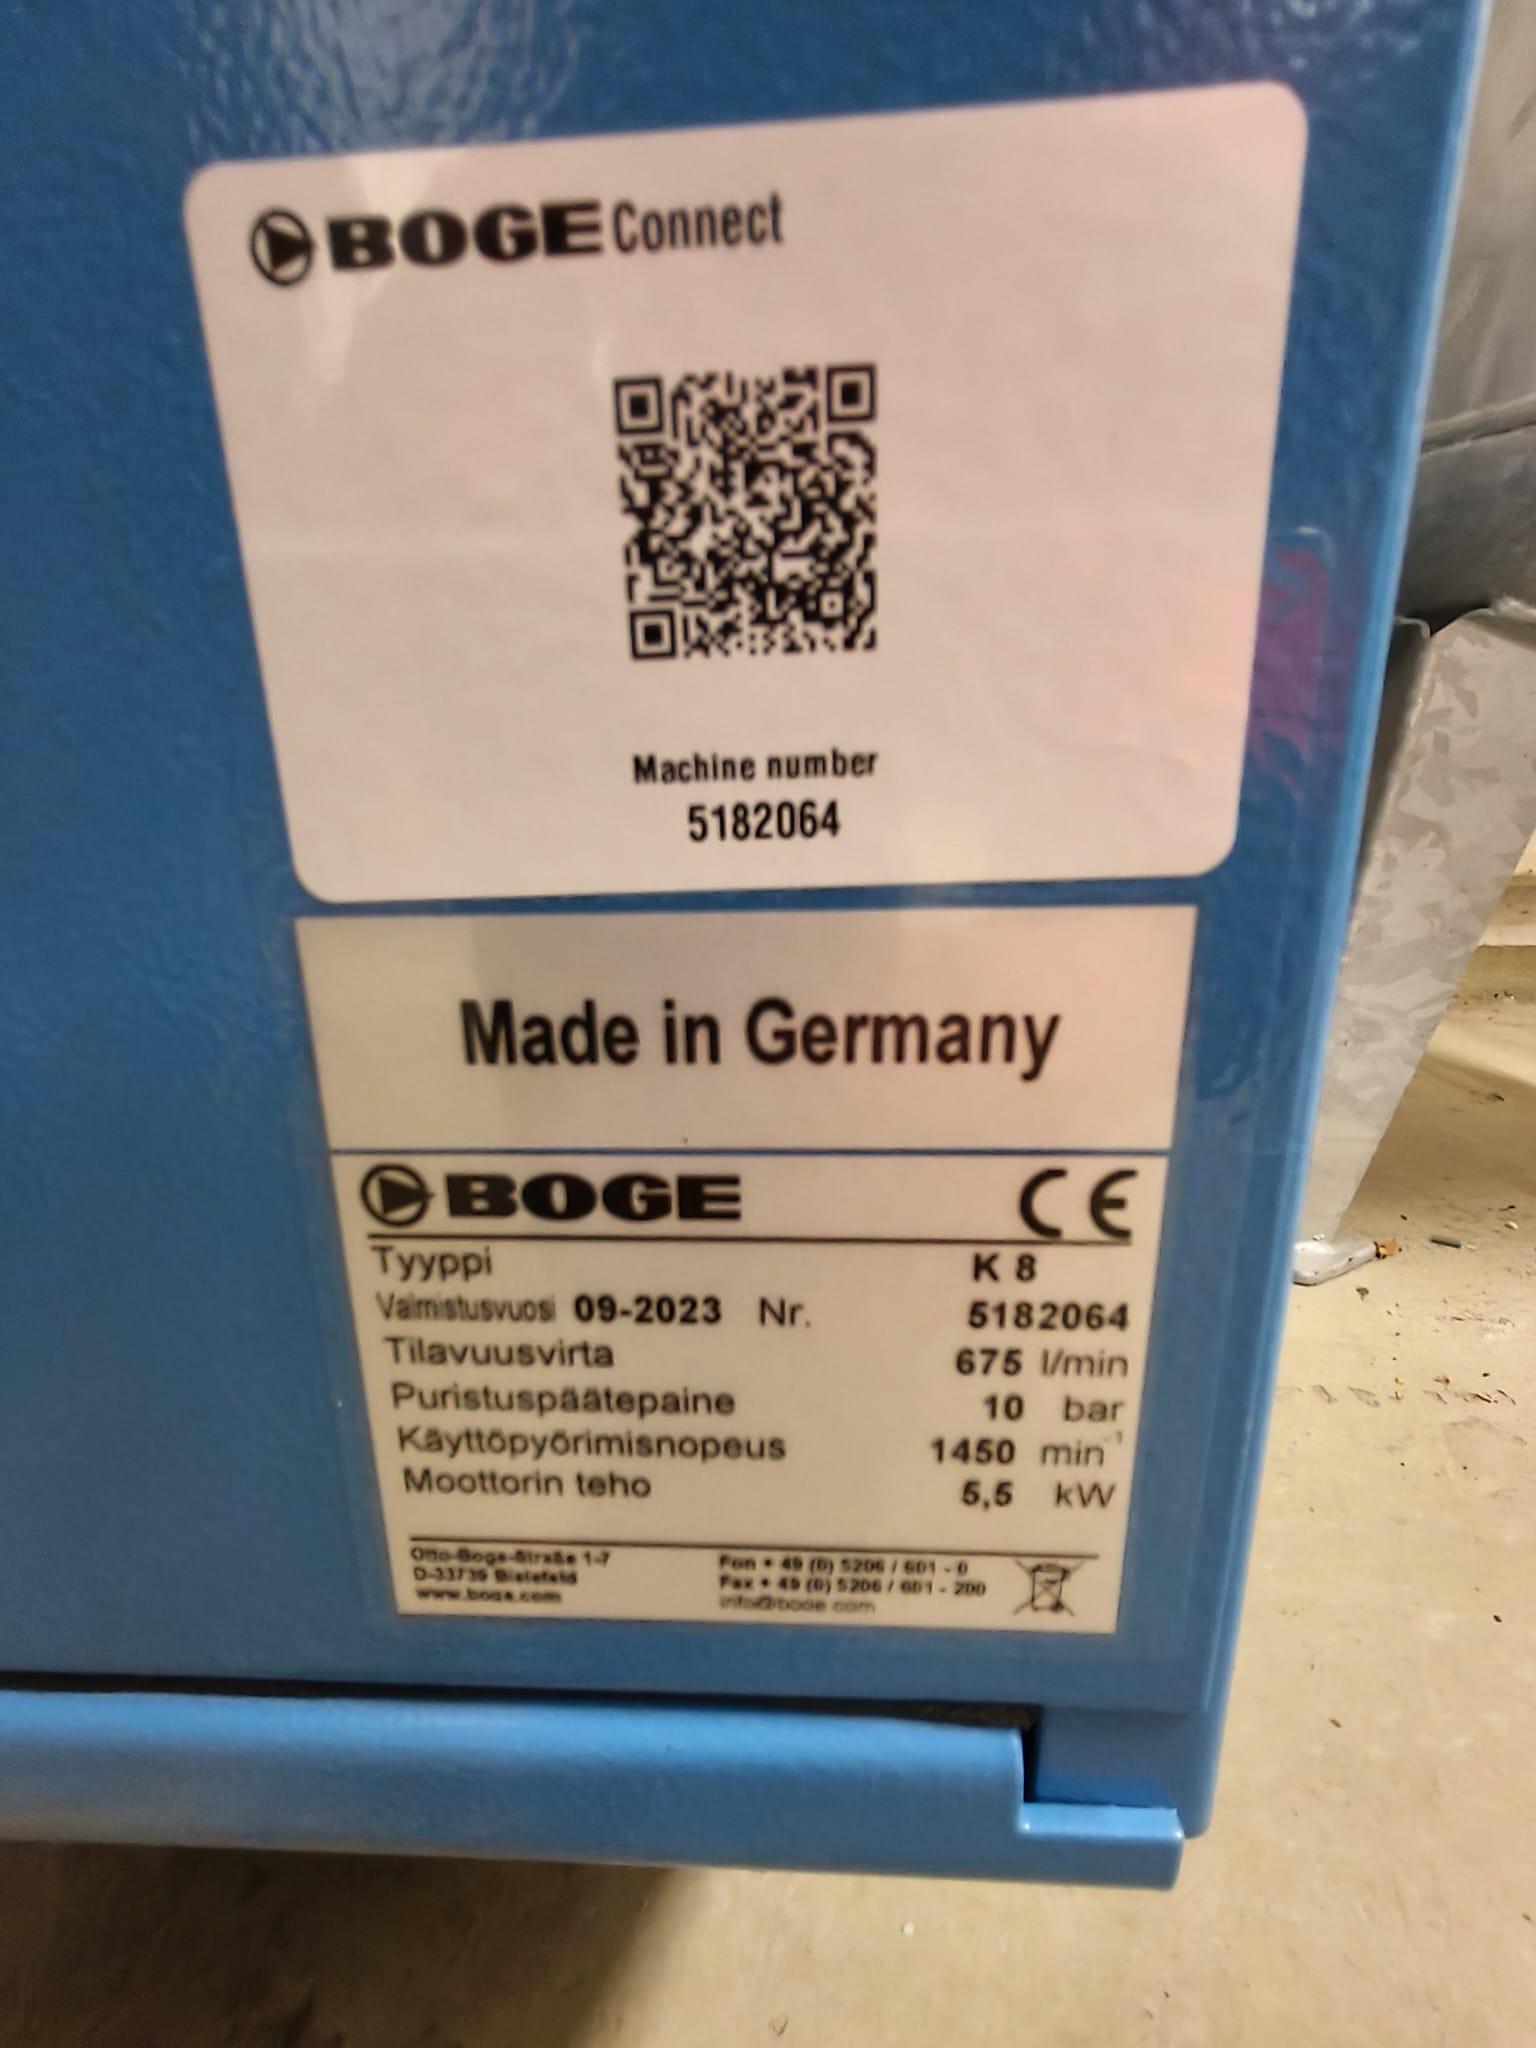 BOGE Connect
Machine number
5182064
Made in Germany
BOGE CE
Tyyppi K 8
Valmistusvuosi 09-2023 Nr. 5182064
Tilavuusvirta 675 l/min
Puristuspäätepaine 10 bar
Käyttöpyörimisnopeus 1450 min⁻¹
Moottorin teho 5,5 kW
Otto-Boge-Straße 1-7
D-33739 Bielefeld
www.boge.com
Fon + 49 (0) 5206 / 601 - 0
Fax + 49 (0) 5206 / 601 - 200
info@boge.com